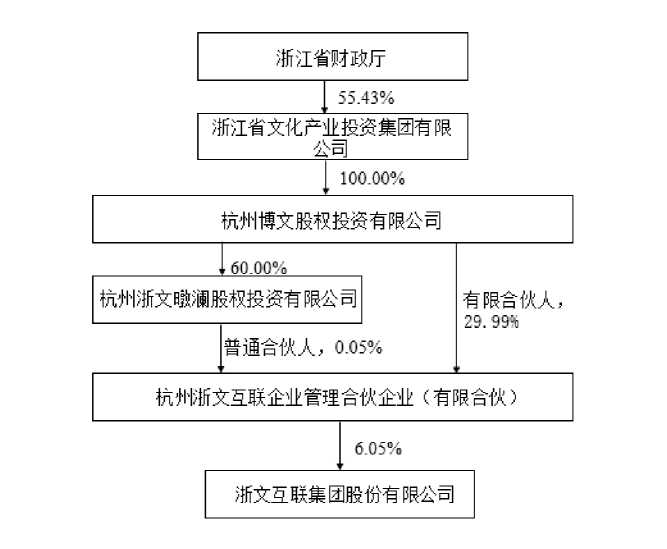 浙江省财政厅
55.43%
浙江省文化产业投资集团有限
公司
100.00%
杭州博文股权投资有限公司
60.00%
杭州浙文暾澜股权投资有限公司
有限合伙人，
29.99%
普通合伙人，0.05%
杭州浙文互联企业管理合伙企业（有限合伙）
6.05%
浙文互联集团股份有限公司